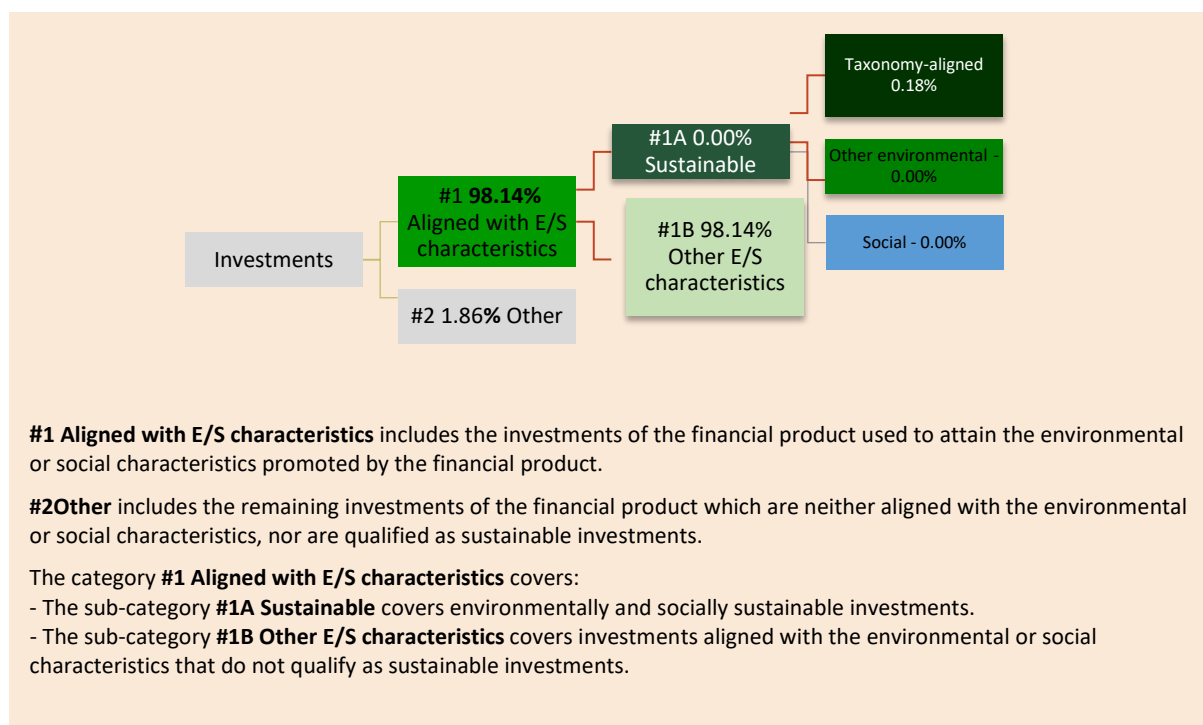 Taxonomy-aligned
0.18%
#1A 0.00%
Sustainable
Other environmental -
0.00%
#1 98.14%
Aligned with E/S
characteristics
#1B 98.14%
Other E/S
characteristics
Social - 0.00%
Investments
#2 1.86% Other
#1 Aligned with E/S characteristics includes the investments of the financial product used to attain the environmental
or social characteristics promoted by the financial product.
#2Other includes the remaining investments of the financial product which are neither aligned with the environmental
or social characteristics, nor are qualified as sustainable investments.
The category #1 Aligned with E/S characteristics covers:
- The sub-category #1A Sustainable covers environmentally and socially sustainable investments.
- The sub-category #1B Other E/S characteristics covers investments aligned with the environmental or social
characteristics that do not qualify as sustainable investments.